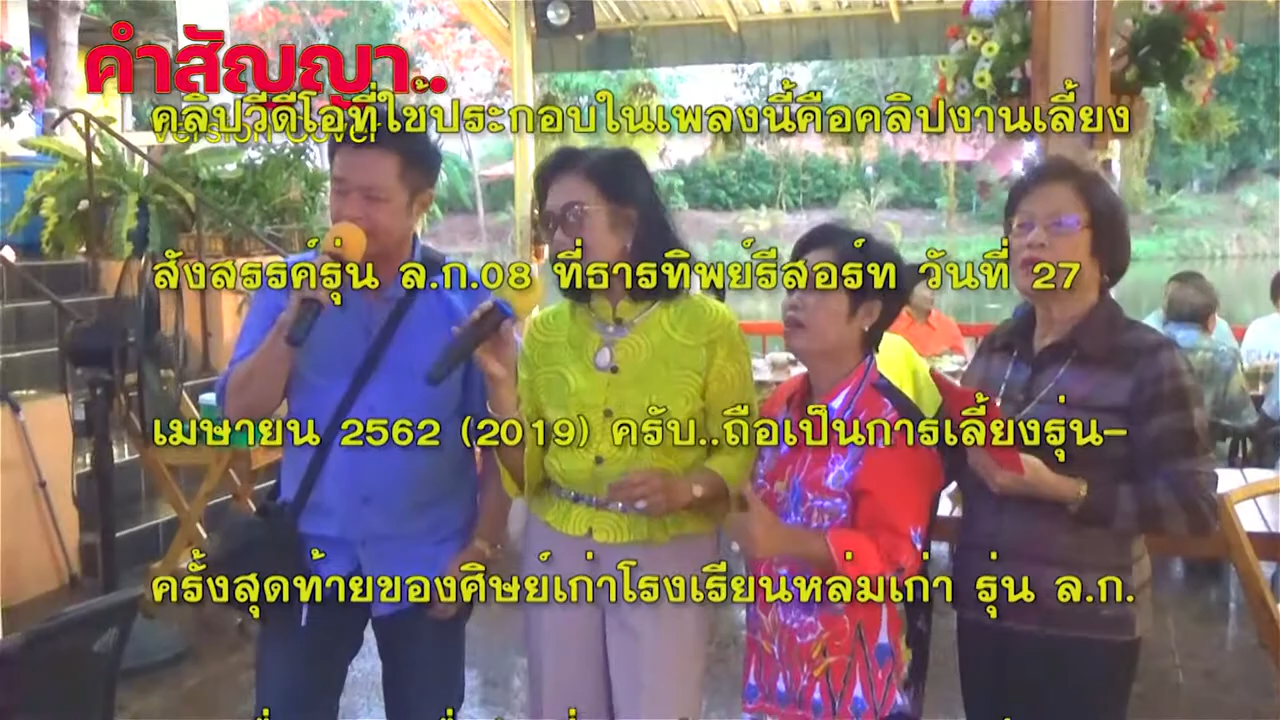 คำสัญญา..
Version Cover
คลิปวีดีโอที่ใช้ประกอบในเพลงนี้คือคลิปงานเลี้ยง
สังสรรค์รุ่น ล.ก.08 ที่ธารทิพย์รีสอร์ท วันที่ 27
เมษายน 2562 (2019) ครับ..ถือเป็นการเลี้ยงรุ่น-
ครั้งสุดท้ายของศิษย์เก่าโรงเรียนหล่มเก่า รุ่น ล.ก.